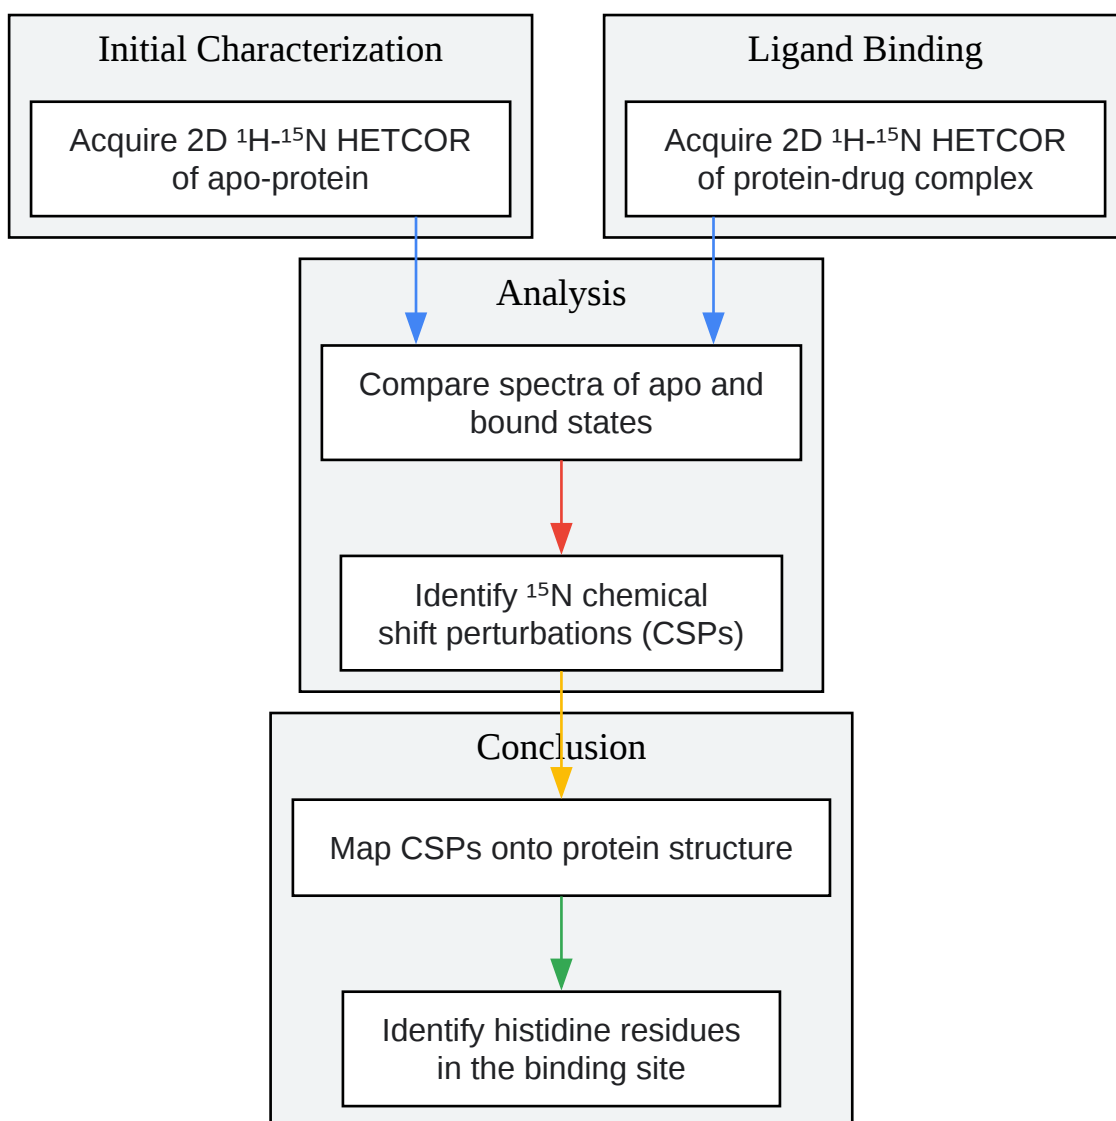 Initial Characterization
Acquire 2D ¹H-¹⁵N HETCOR
of apo-protein
Ligand Binding
Acquire 2D ¹H-¹⁵N HETCOR
of protein-drug complex
Analysis
Compare spectra of apo and
bound states
Identify ¹⁵N chemical
shift perturbations (CSPs)
Conclusion
Map CSPs onto protein structure
Identify histidine residues
in the binding site